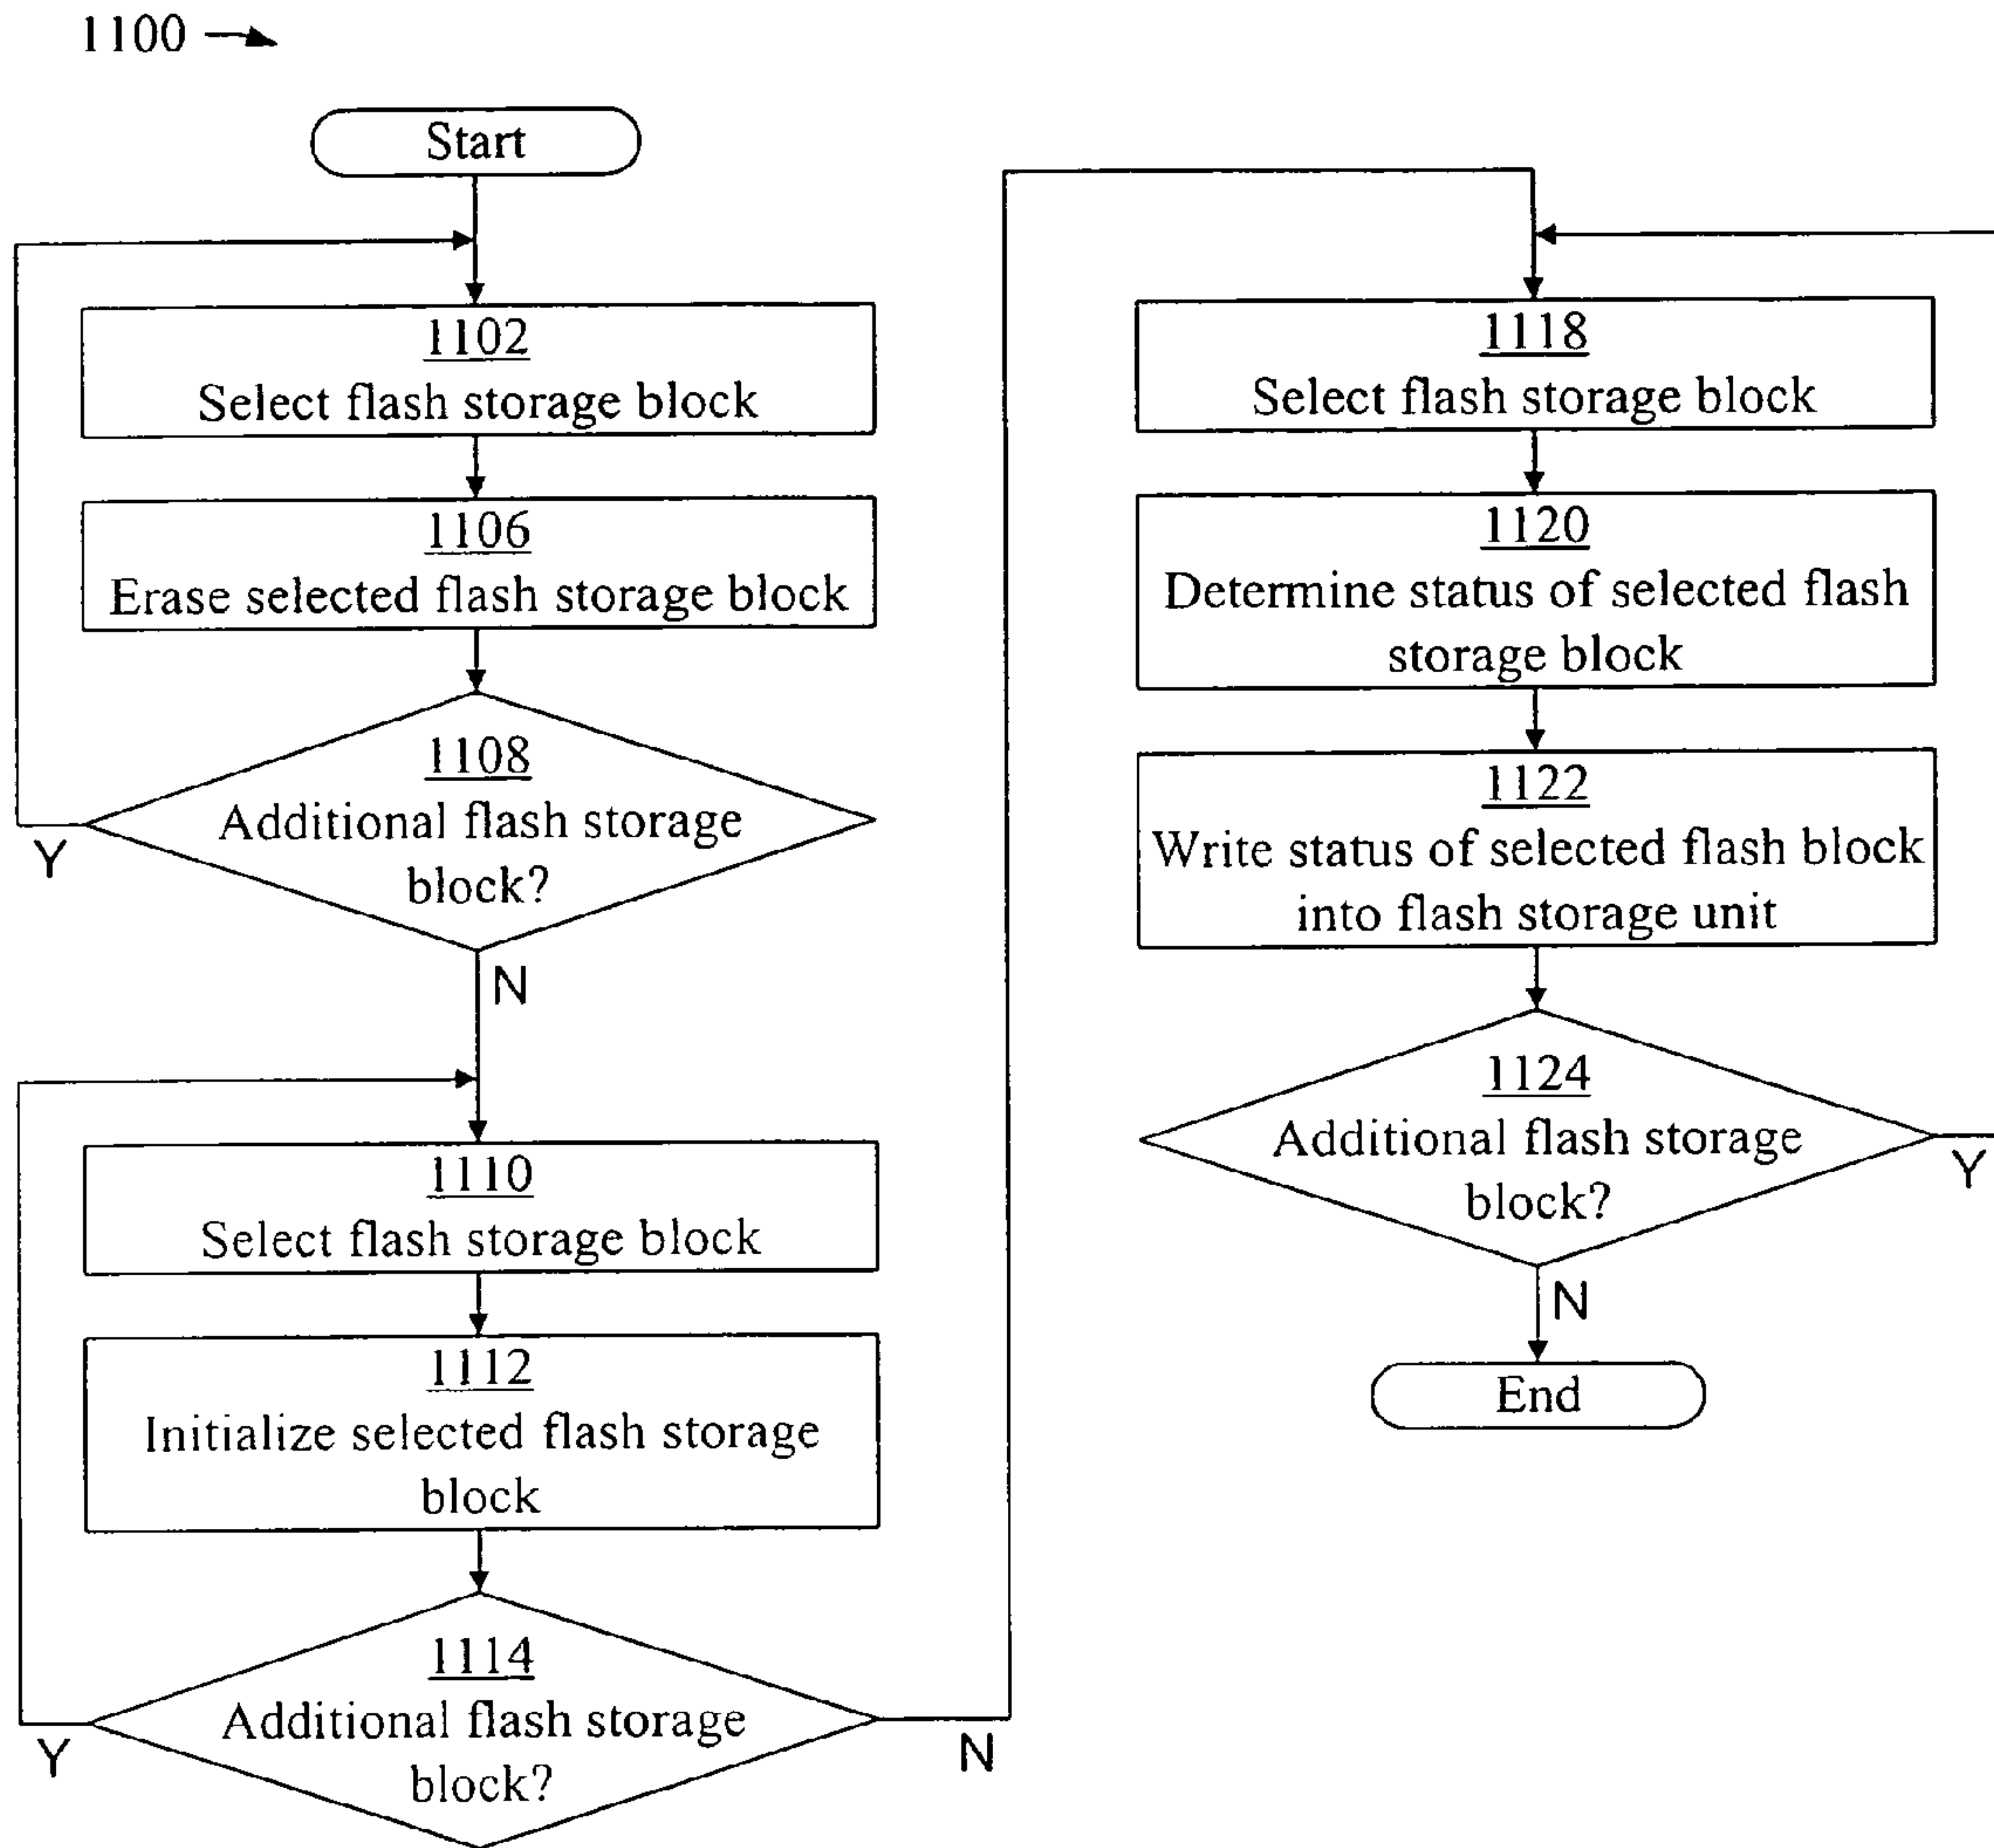 1100
Start
1102
Select flash storage block
1106
Erase selected flash storage block
1108
Additional flash storage
block?
Y
N
1110
Select flash storage block
1112
Initialize selected flash storage
block
1114
Additional flash storage
block?
Y
N
1118
Select flash storage block
1120
Determine status of selected flash
storage block
1122
Write status of selected flash block
into flash storage unit
1124
Additional flash storage
block?
Y
N
End